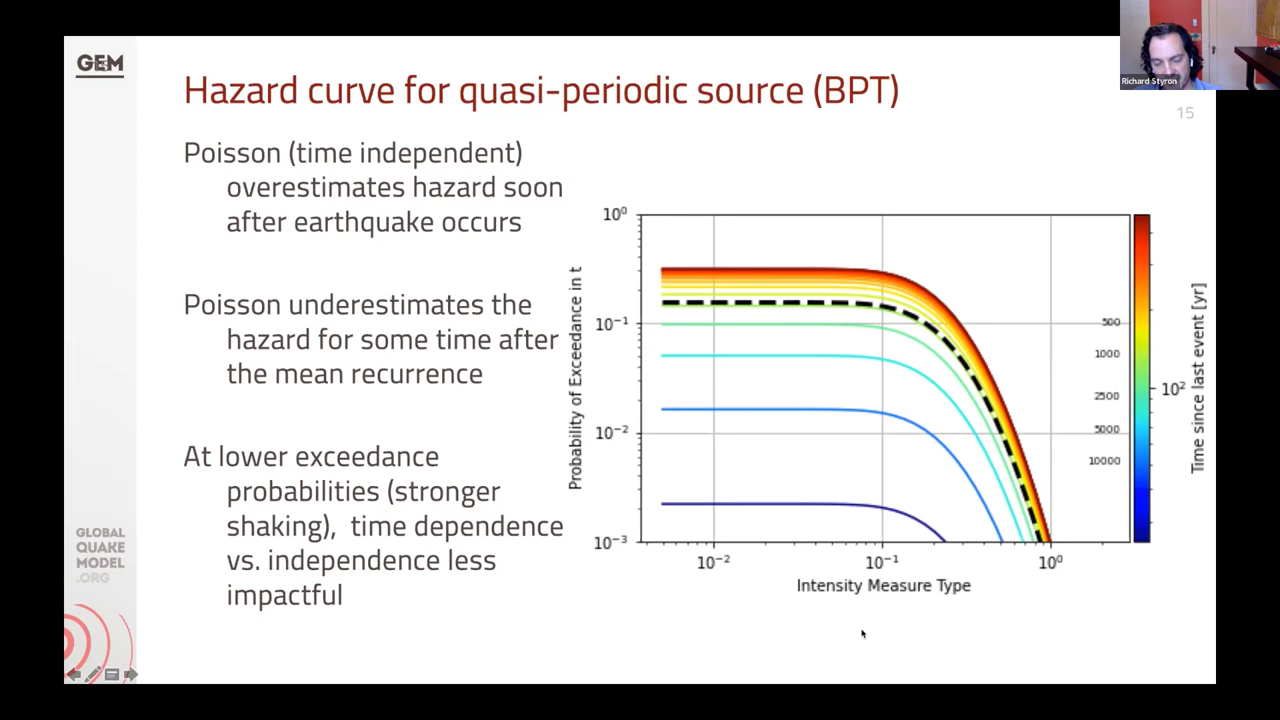 GEM
Hazard curve for quasi-periodic source (BPT)
Richard Styron
15
Poisson (time independent)
overestimates hazard soon
after earthquake occurs
Poisson underestimates the
hazard for some time after
the mean recurrence
At lower exceedance
probabilities (stronger
shaking), time dependence
vs. independence less
impactful
Probability of Exceedance in t
10⁰
10⁻¹
10⁻²
10⁻³
10⁻²
10⁻¹
10⁰
Intensity Measure Type
500
1000
2500
5000
10000
10²
Time since last event [yr]
GLOBAL
QUAKE
MODEL
.ORG